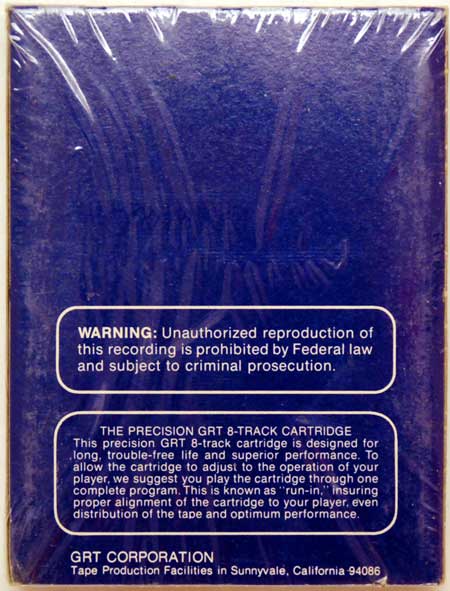 WARNING: Unauthorized reproduction of
this recording is prohibited by Federal law
and subject to criminal prosecution.
THE PRECISION GRT 8-TRACK CARTRIDGE
This precision GRT 8-track cartridge is designed for
long, trouble-free life and superior performance. To
allow the cartridge to adjust to the operation of your
player, we suggest you play the cartridge through one
complete program. This is known as "run-in," insuring
proper alignment of the cartridge to your player, even
distribution of the tape and optimum performance.
GRT CORPORATION
Tape Production Facilities in Sunnyvale, California 94086